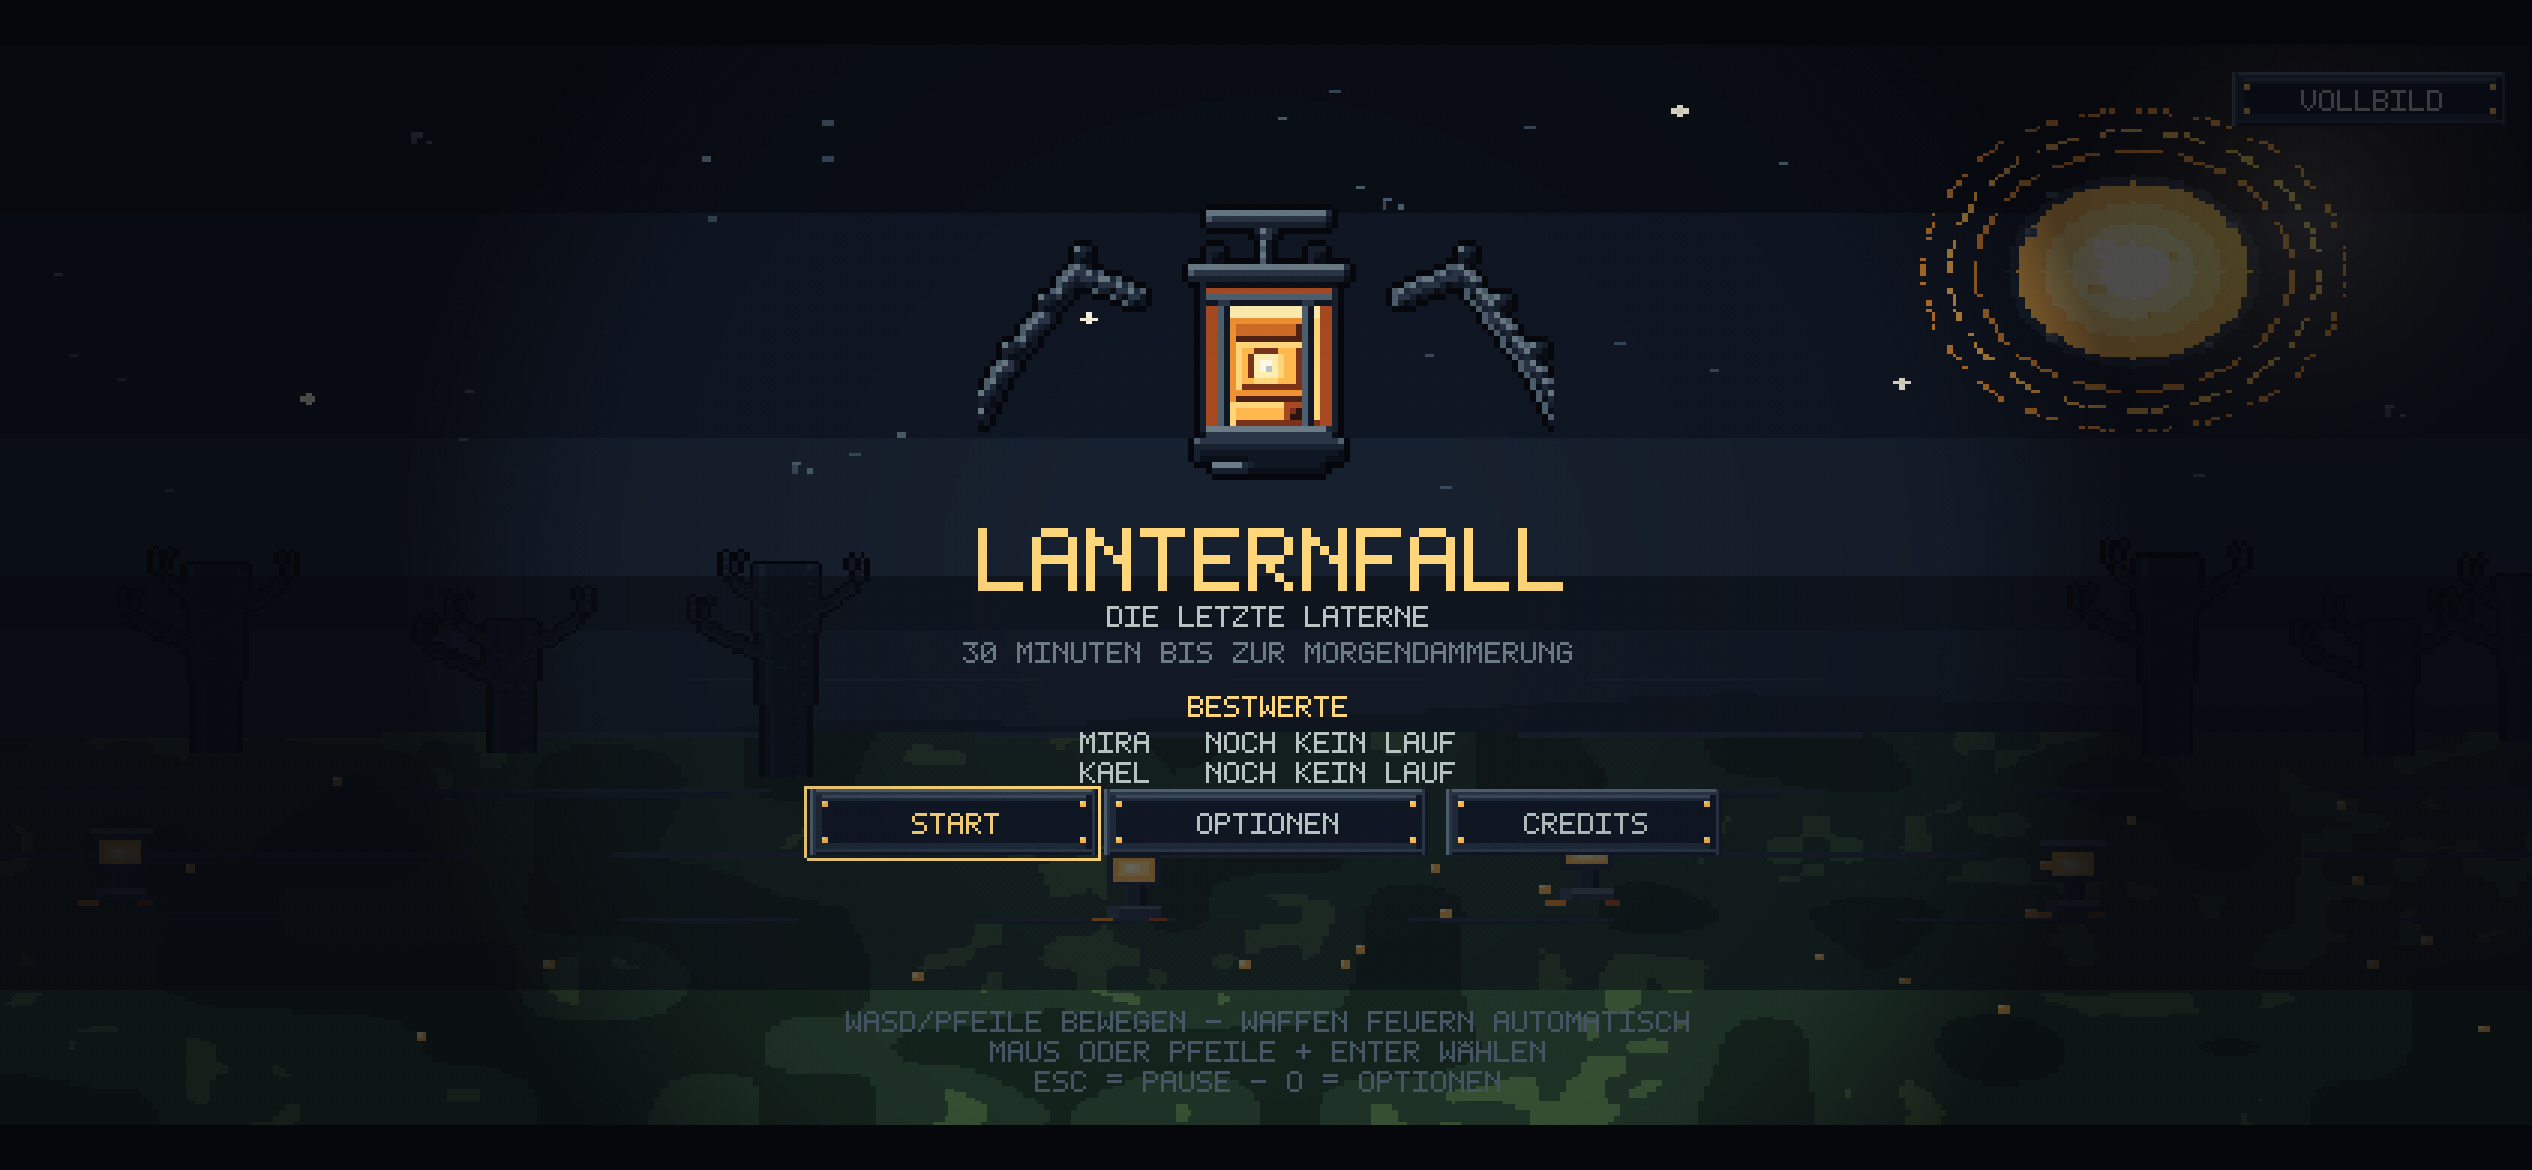 VOLLBILD
LANTERNFALL
DIE LETZTE LATERNE
30 MINUTEN BIS ZUR MORGENDAMMERUNG
BESTWERTE
MIRA NOCH KEIN LAUF
KAEL NOCH KEIN LAUF
START OPTIONEN CREDITS
WASD/PFEILE BEWEGEN - WAFFEN FEUERN AUTOMATISCH
MAUS ODER PFEILE + ENTER WÄHLEN
ESC = PAUSE - O = OPTIONEN